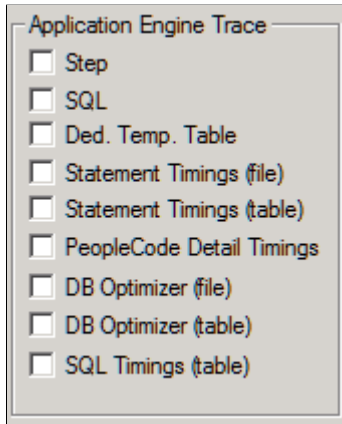 Application Engine Trace
Step
SQL
Ded. Temp. Table
Statement Timings (file)
Statement Timings (table)
PeopleCode Detail Timings
DB Optimizer (file)
DB Optimizer (table)
SQL Timings (table)